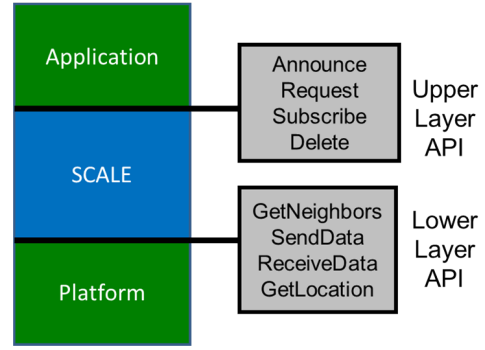 Application
Announce
Request
Subscribe
Delete
Upper
Layer
API
SCALE
GetNeighbors
SendData
ReceiveData
GetLocation
Lower
Layer
API
Platform